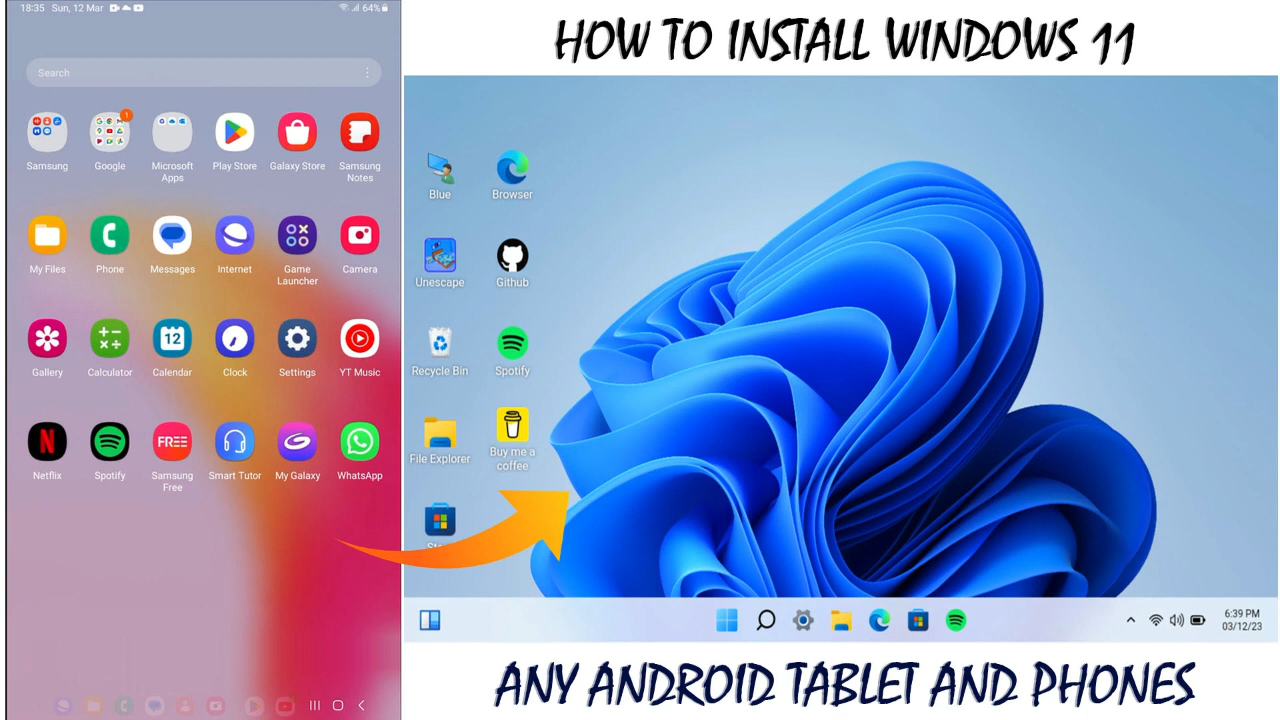 18:35 Sun, 12 Mar
64%
HOW TO INSTALL WINDOWS 11
Search
1
Samsung
Google
Microsoft
Apps
Play Store
Galaxy Store
Samsung
Notes
My Files
Phone
Messages
Internet
Game
Launcher
Camera
12
Gallery
Calculator
Calendar
Clock
Settings
YT Music
FREE
Netflix
Spotify
Samsung
Free
Smart Tutor
My Galaxy
WhatsApp
Blue
Browser
Unescape
Github
Recycle Bin
Spotify
File Explorer
Buy me a
coffee
6:39 PM
03/12/23
ANY ANDROID TABLET AND PHONES